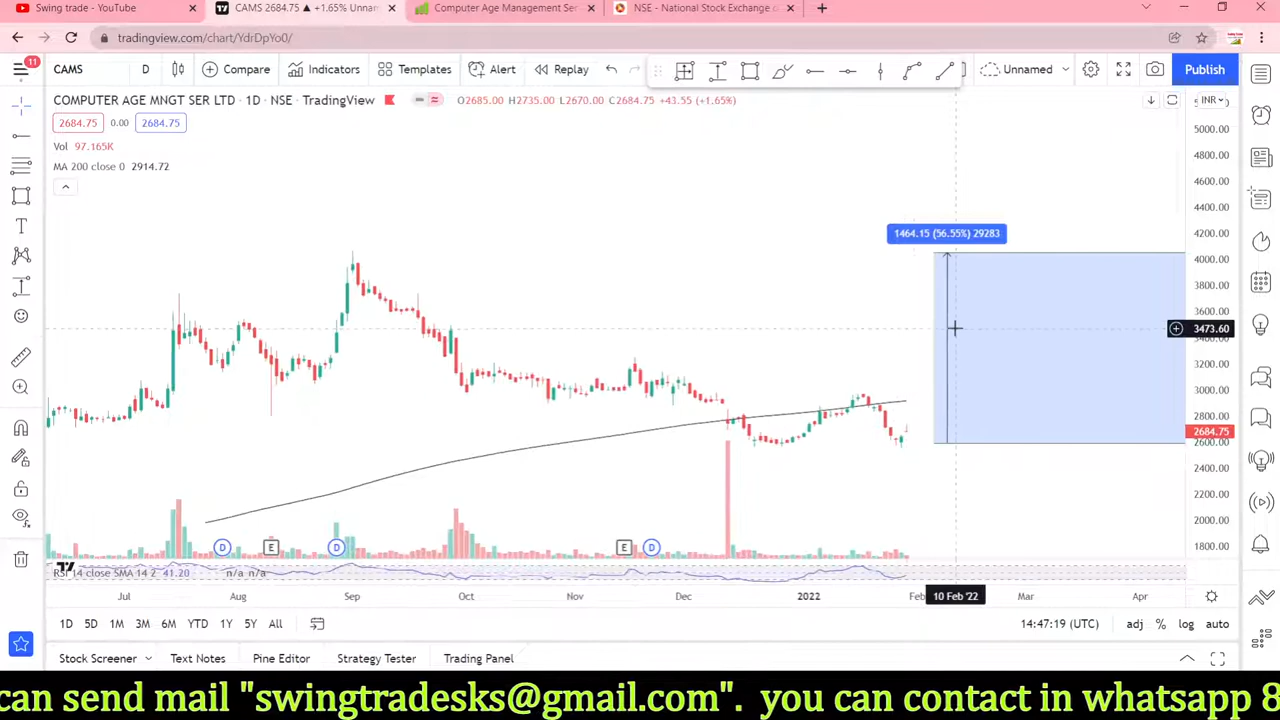 Swing trade - YouTube
CAMS 2684.75 ▲ +1.65% Unnam
Computer Age Management Ser
NSE - National Stock Exchange o
tradingview.com/chart/YdrDpYo0/
11
CAMS D Compare Indicators Templates Alert Replay Unnamed Publish
COMPUTER AGE MNGT SER LTD · 1D · NSE · TradingView O2685.00 H2735.00 L2670.00 C2684.75 +43.55 (+1.65%)
INR
2684.75 0.00 2684.75
Vol 97.165K
MA 200 close 0 2914.72
1464.15 (56.55%) 29283
5000.00
4800.00
4600.00
4400.00
4200.00
4000.00
3800.00
3600.00
3473.60
3400.00
3200.00
3000.00
2800.00
2684.75
2600.00
2400.00
2200.00
2000.00
1800.00
D E D E D
RSI 14 close SMA 14 2 41.20 n/a n/a
Jul Aug Sep Oct Nov Dec 2022 Feb 10 Feb '22 Mar Apr
1D 5D 1M 3M 6M YTD 1Y 5Y All 14:47:19 (UTC) adj % log auto
Stock Screener Text Notes Pine Editor Strategy Tester Trading Panel
can send mail "swingtradesks@gmail.com". you can contact in whatsapp 8